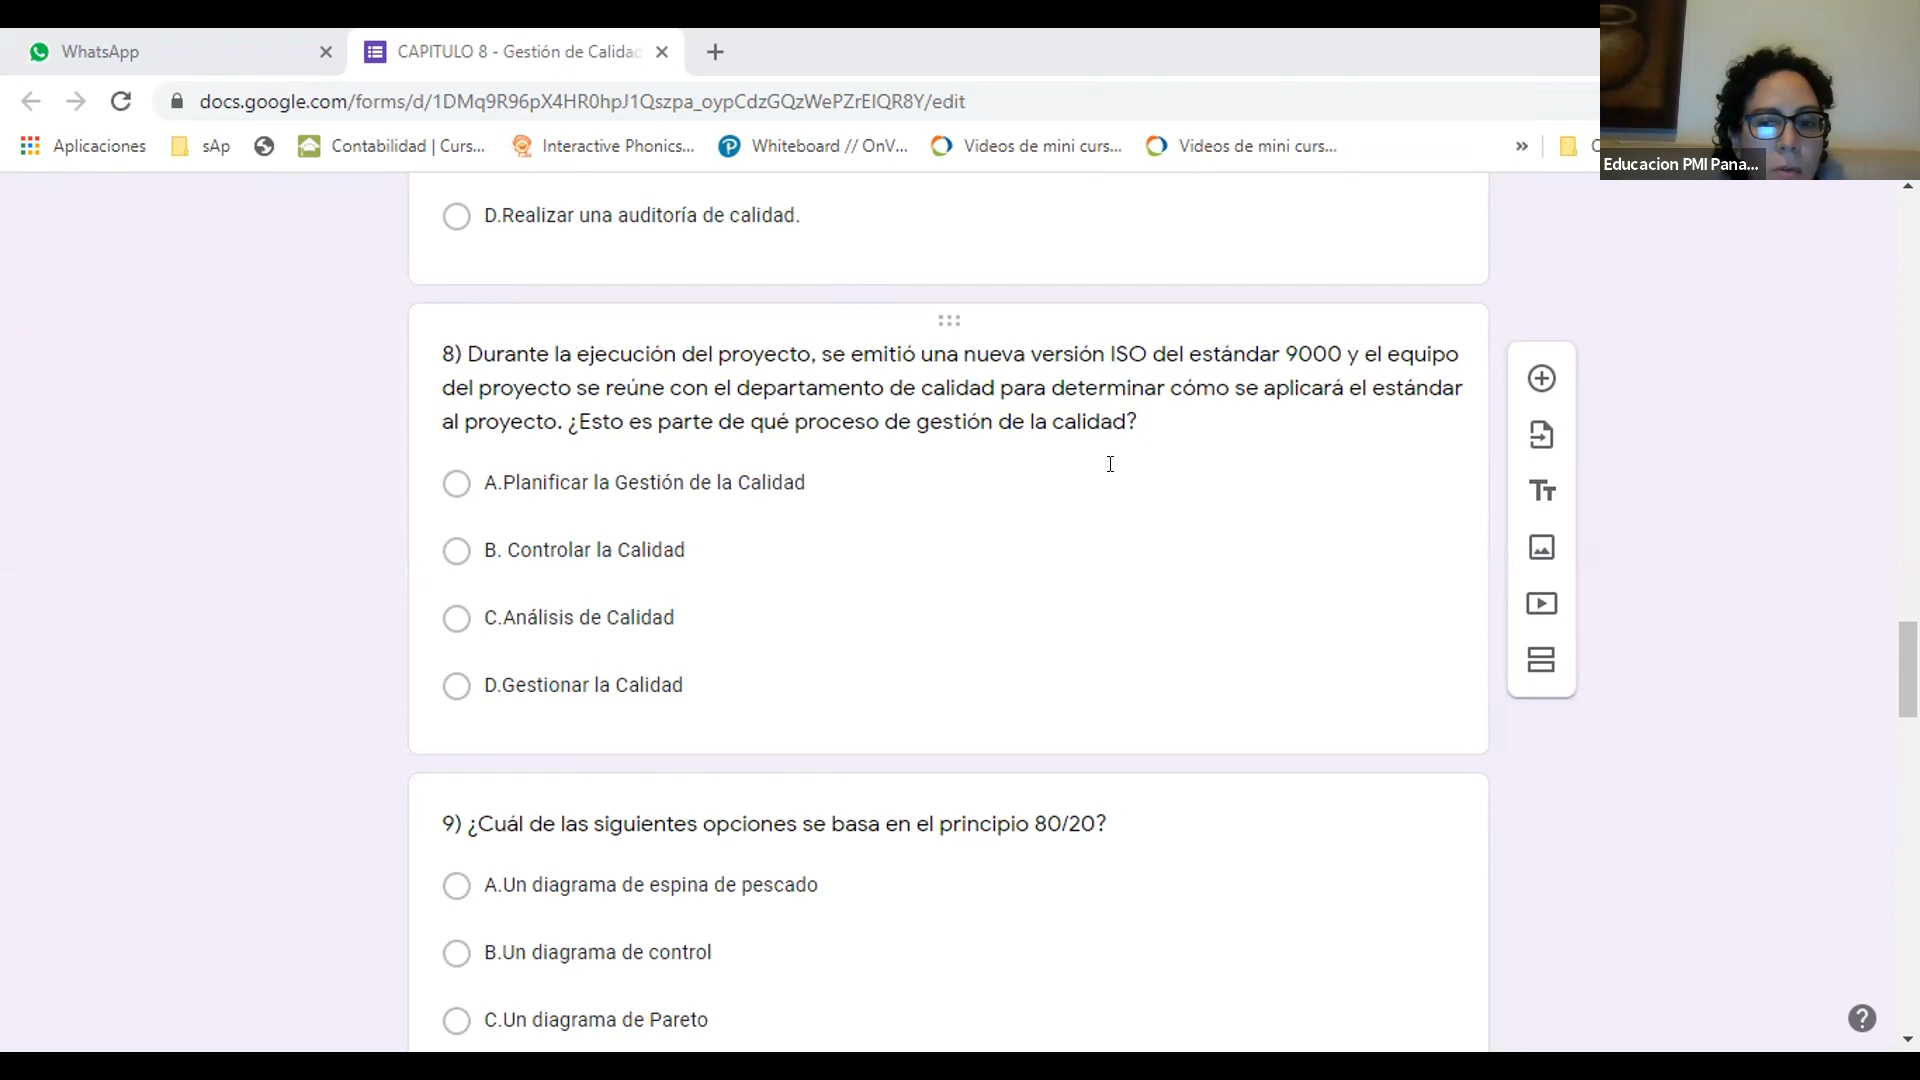 WhatsApp
CAPITULO 8 - Gestión de Calidad
docs.google.com/forms/d/1DMq9R96pX4HR0hpJ1Qszpa_oypCdzGQzWePZrEIQR8Y/edit
Aplicaciones sAp Contabilidad | Curs... Interactive Phonics... Whiteboard // OnV... Videos de mini curs... Videos de mini curs... »
Educacion PMI Pana...
D.Realizar una auditoría de calidad.
8) Durante la ejecución del proyecto, se emitió una nueva versión ISO del estándar 9000 y el equipo
del proyecto se reúne con el departamento de calidad para determinar cómo se aplicará el estándar
al proyecto. ¿Esto es parte de qué proceso de gestión de la calidad?
A.Planificar la Gestión de la Calidad
B. Controlar la Calidad
C.Análisis de Calidad
D.Gestionar la Calidad
9) ¿Cuál de las siguientes opciones se basa en el principio 80/20?
A.Un diagrama de espina de pescado
B.Un diagrama de control
C.Un diagrama de Pareto